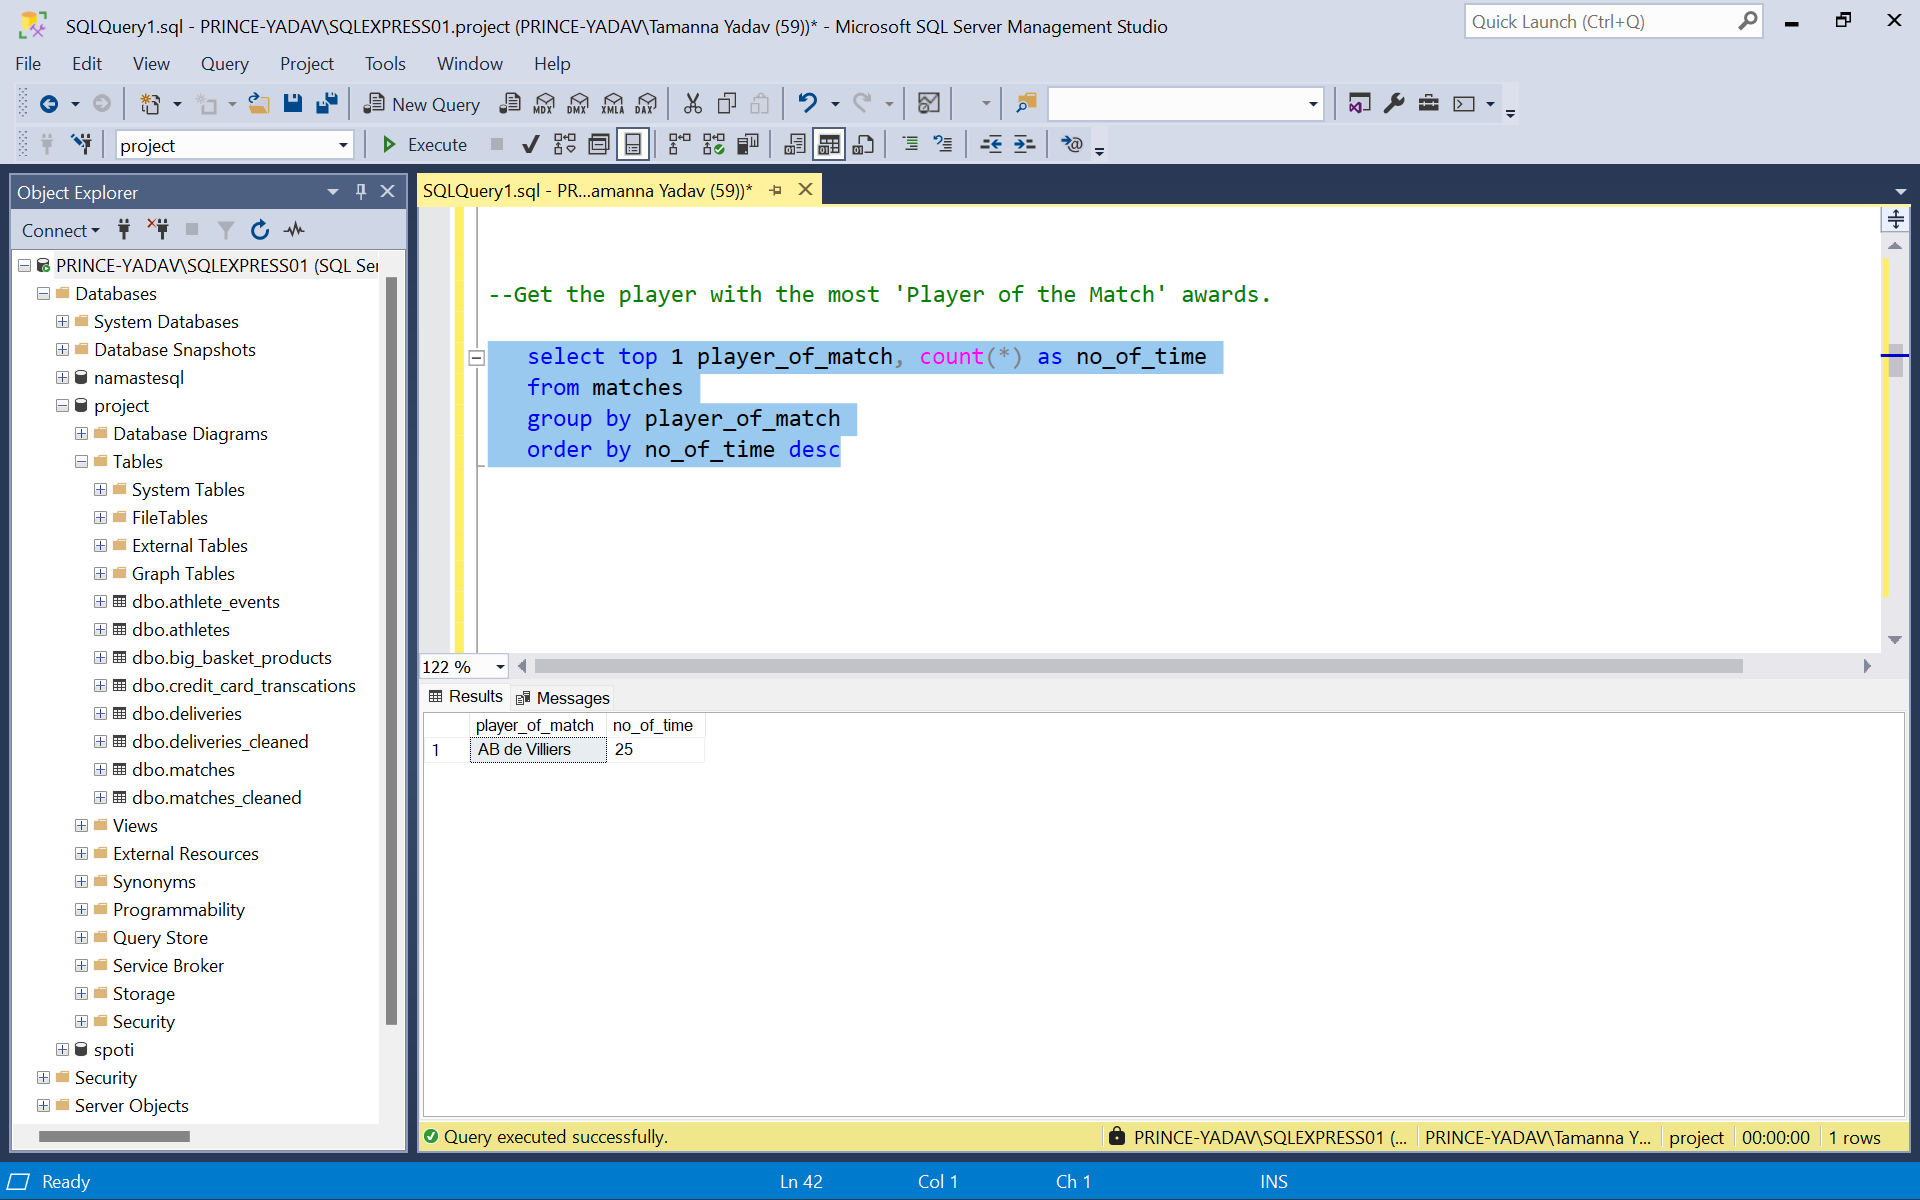 SQLQuery1.sql - PRINCE-YADAV\SQLEXPRESS01.project (PRINCE-YADAV\Tamanna Yadav (59))* - Microsoft SQL Server Management Studio
Quick Launch (Ctrl+Q)
File Edit View Query Project Tools Window Help
New Query MDX DMX XMLA DAX
project Execute
Object Explorer
Connect
PRINCE-YADAV\SQLEXPRESS01 (SQL Ser
Databases
System Databases
Database Snapshots
namastesql
project
Database Diagrams
Tables
System Tables
FileTables
External Tables
Graph Tables
dbo.athlete_events
dbo.athletes
dbo.big_basket_products
dbo.credit_card_transcations
dbo.deliveries
dbo.deliveries_cleaned
dbo.matches
dbo.matches_cleaned
Views
External Resources
Synonyms
Programmability
Query Store
Service Broker
Storage
Security
spoti
Security
Server Objects
SQLQuery1.sql - PR...amanna Yadav (59))*
--Get the player with the most 'Player of the Match' awards.
select top 1 player_of_match, count(*) as no_of_time
from matches
group by player_of_match
order by no_of_time desc
122 %
Results Messages
player_of_match no_of_time
1 AB de Villiers 25
Query executed successfully. PRINCE-YADAV\SQLEXPRESS01 (... PRINCE-YADAV\Tamanna Y... project 00:00:00 1 rows
Ready Ln 42 Col 1 Ch 1 INS